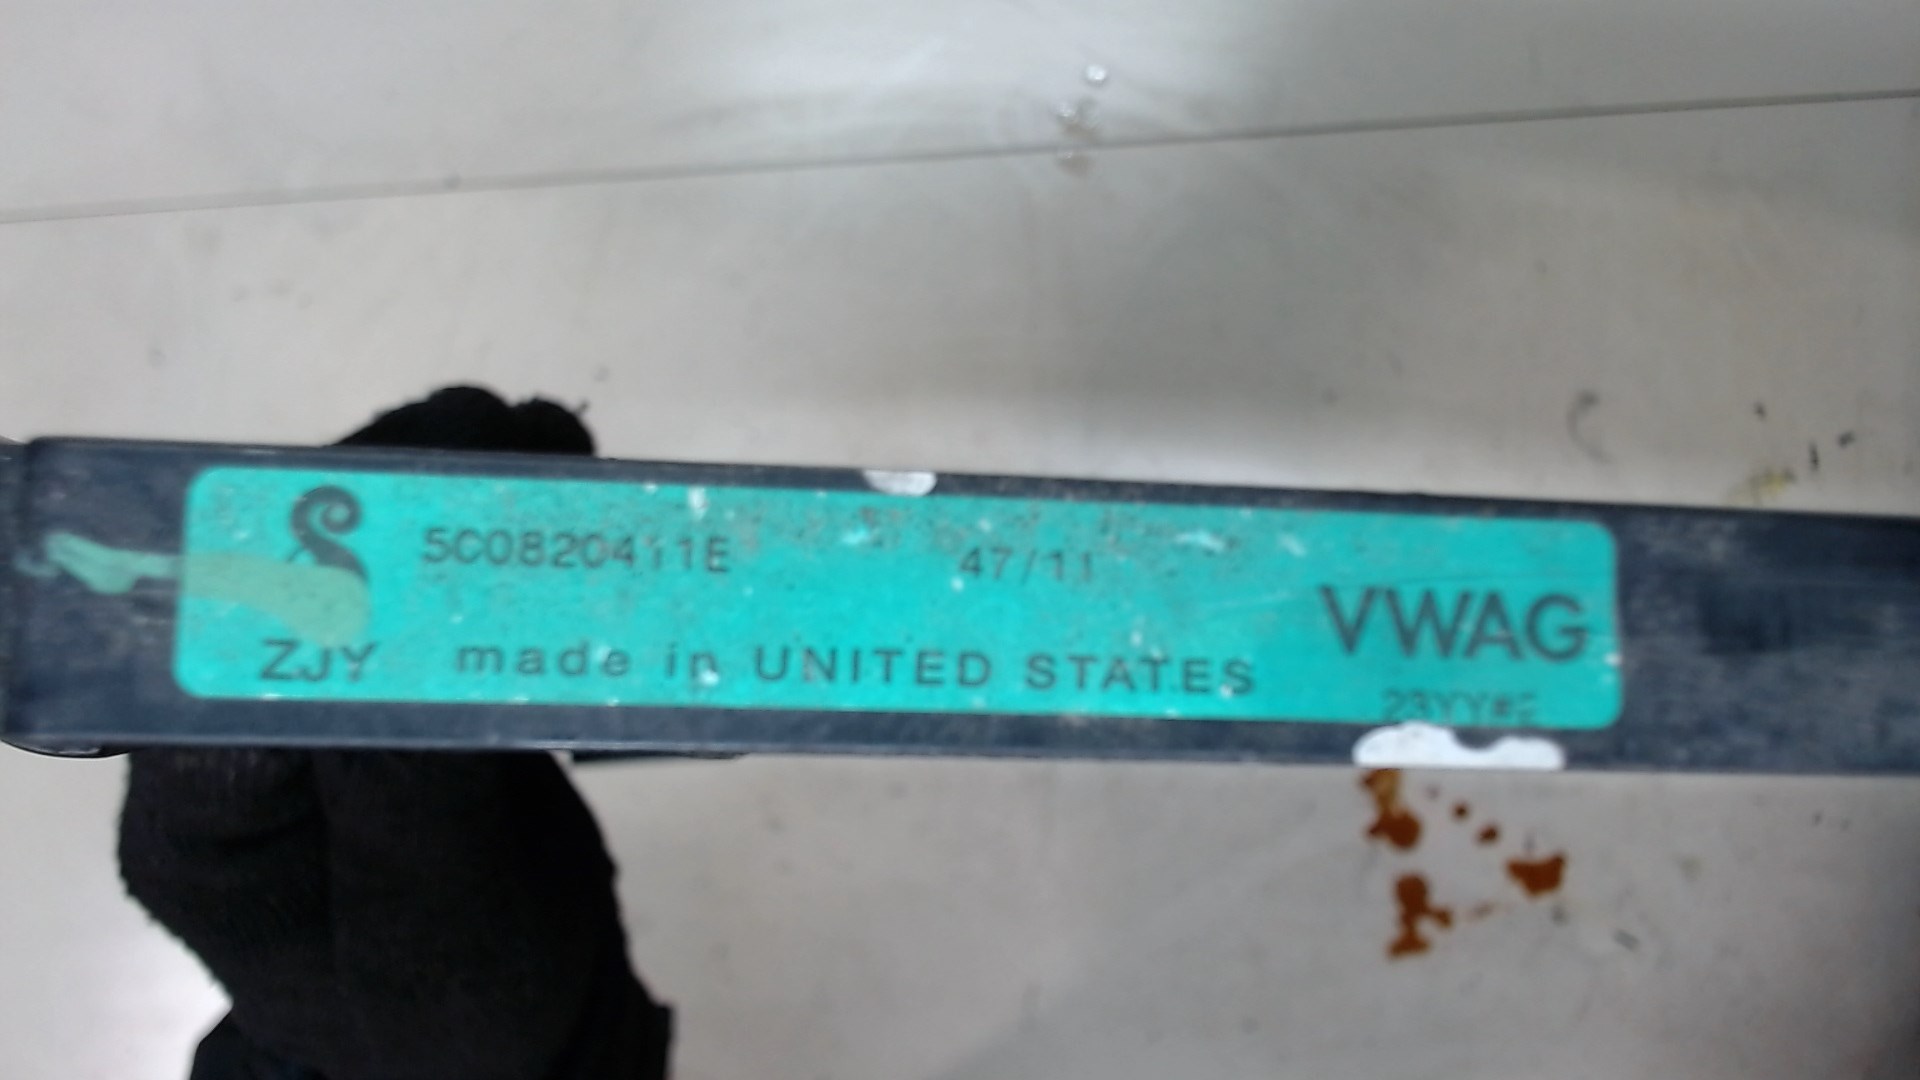 5C0820411E 47/11
VWAG
ZJY made in UNITED STATES